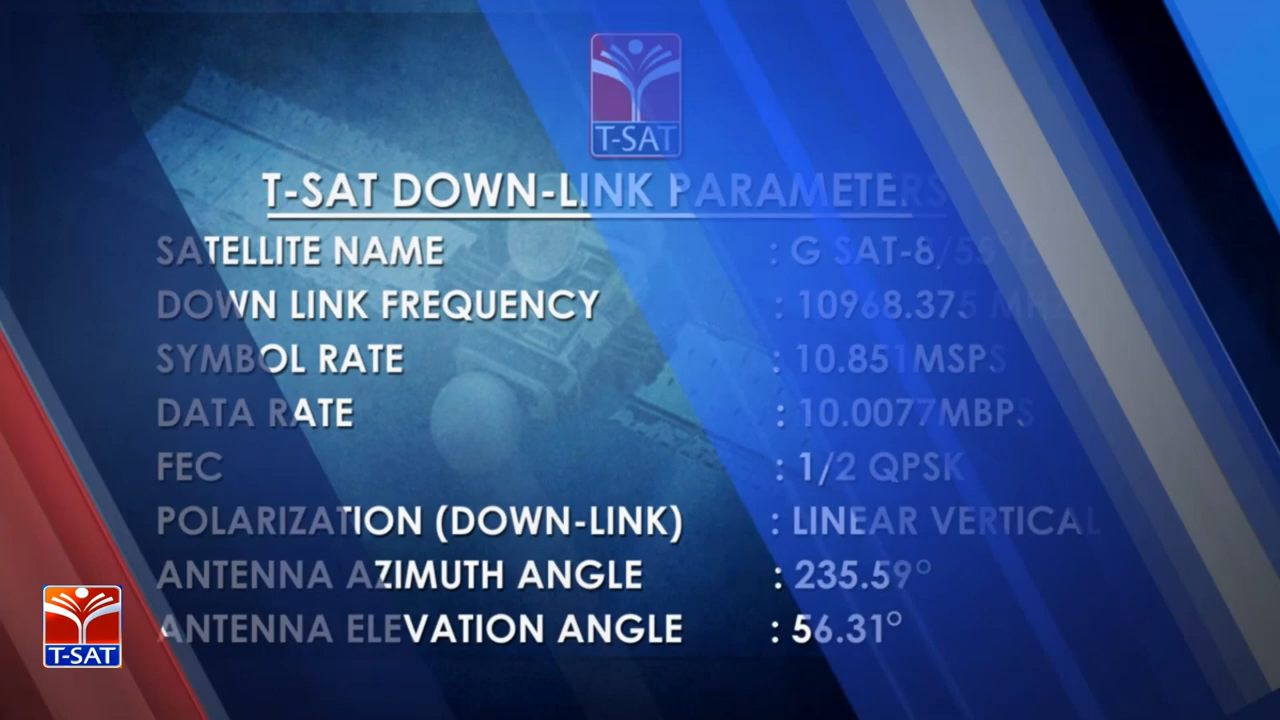 T-SAT
T-SAT DOWN-LINK PARAMETERS
SATELLITE NAME : G SAT-8/55°E
DOWN LINK FREQUENCY : 10968.375 MHz
SYMBOL RATE : 10.851MSPS
DATA RATE : 10.0077MBPS
FEC : 1/2 QPSK
POLARIZATION (DOWN-LINK) : LINEAR VERTICAL
ANTENNA AZIMUTH ANGLE : 235.59°
ANTENNA ELEVATION ANGLE : 56.31°
T-SAT